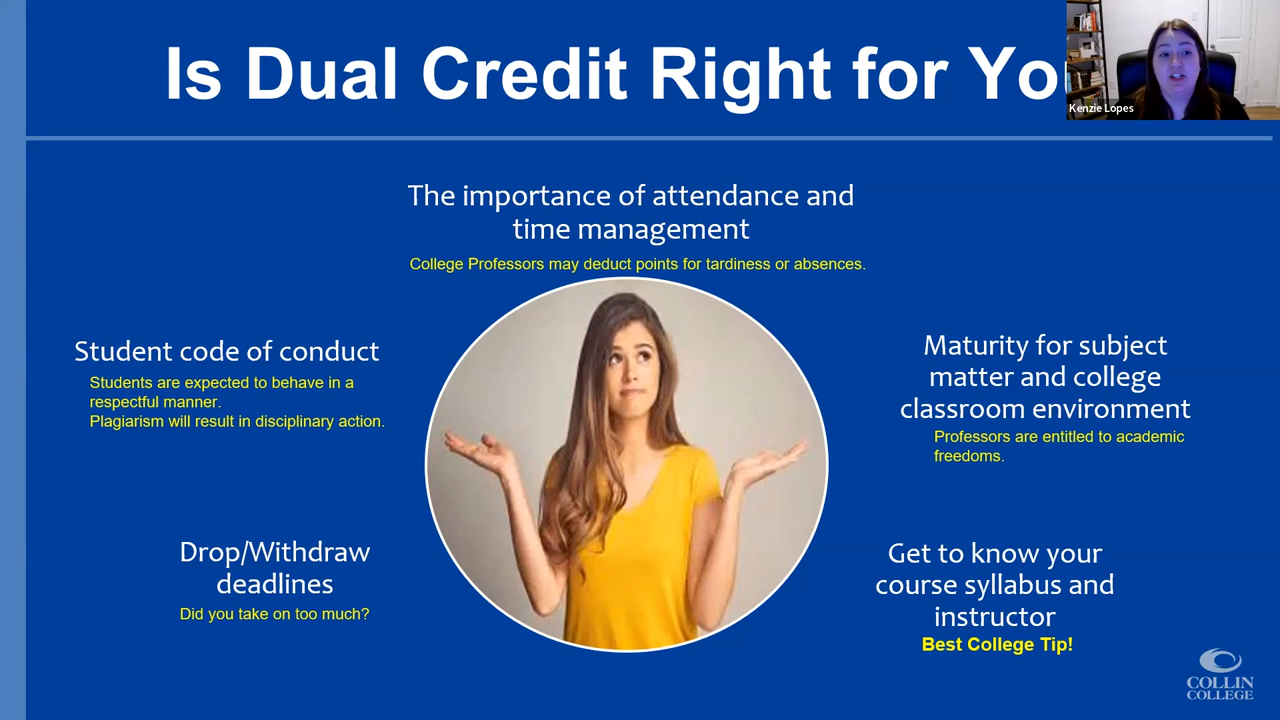 Is Dual Credit Right for Yo
Kenzie Lopes
The importance of attendance and
time management
College Professors may deduct points for tardiness or absences.
Student code of conduct
Students are expected to behave in a
respectful manner.
Plagiarism will result in disciplinary action.
Maturity for subject
matter and college
classroom environment
Professors are entitled to academic
freedoms.
Drop/Withdraw
deadlines
Did you take on too much?
Get to know your
course syllabus and
instructor
Best College Tip!
COLLIN
COLLEGE